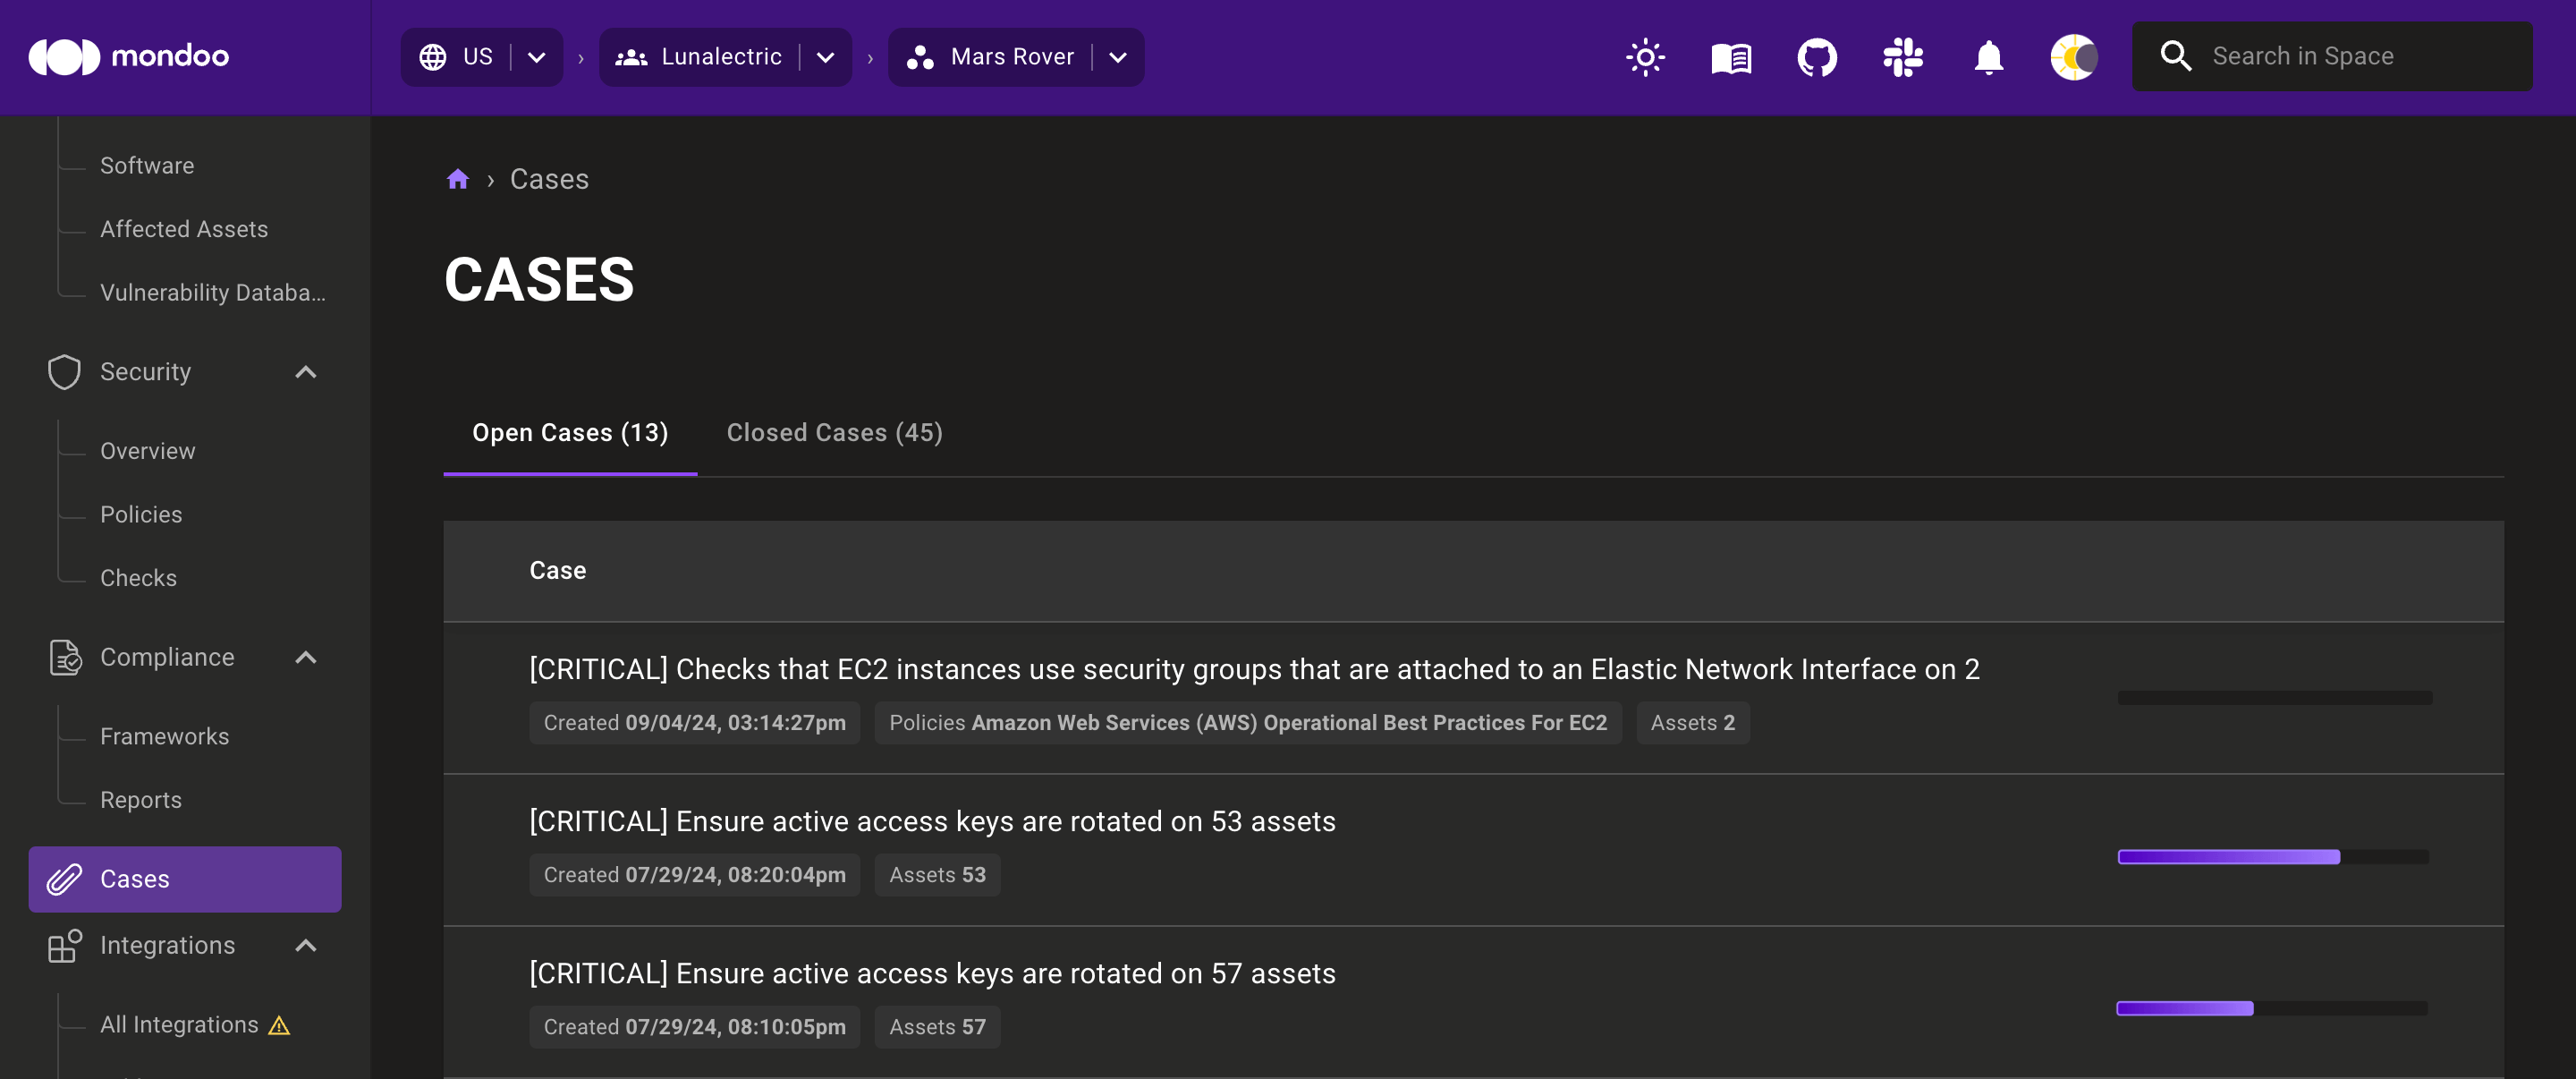 mondoo
US
Lunalectric
Mars Rover
Search in Space
Software
Affected Assets
Vulnerability Databa...
Security
Overview
Policies
Checks
Compliance
Frameworks
Reports
Cases
Integrations
All Integrations
Cases
CASES
Open Cases (13)
Closed Cases (45)
Case
[CRITICAL] Checks that EC2 instances use security groups that are attached to an Elastic Network Interface on 2
Created 09/04/24, 03:14:27pm Policies Amazon Web Services (AWS) Operational Best Practices For EC2 Assets 2
[CRITICAL] Ensure active access keys are rotated on 53 assets
Created 07/29/24, 08:20:04pm Assets 53
[CRITICAL] Ensure active access keys are rotated on 57 assets
Created 07/29/24, 08:10:05pm Assets 57